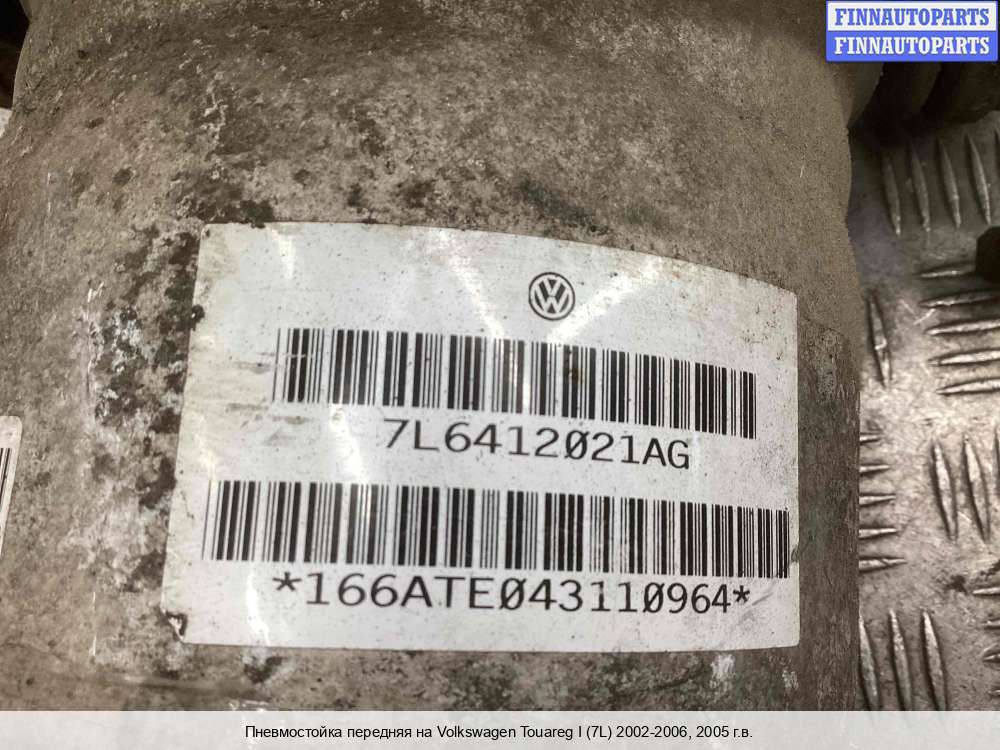 FINNAUTOPARTS
FINNAUTOPARTS
7L6412021AG
*166ATE043110964*
Пневмостойка передняя на Volkswagen Touareg I (7L) 2002-2006, 2005 г.в.